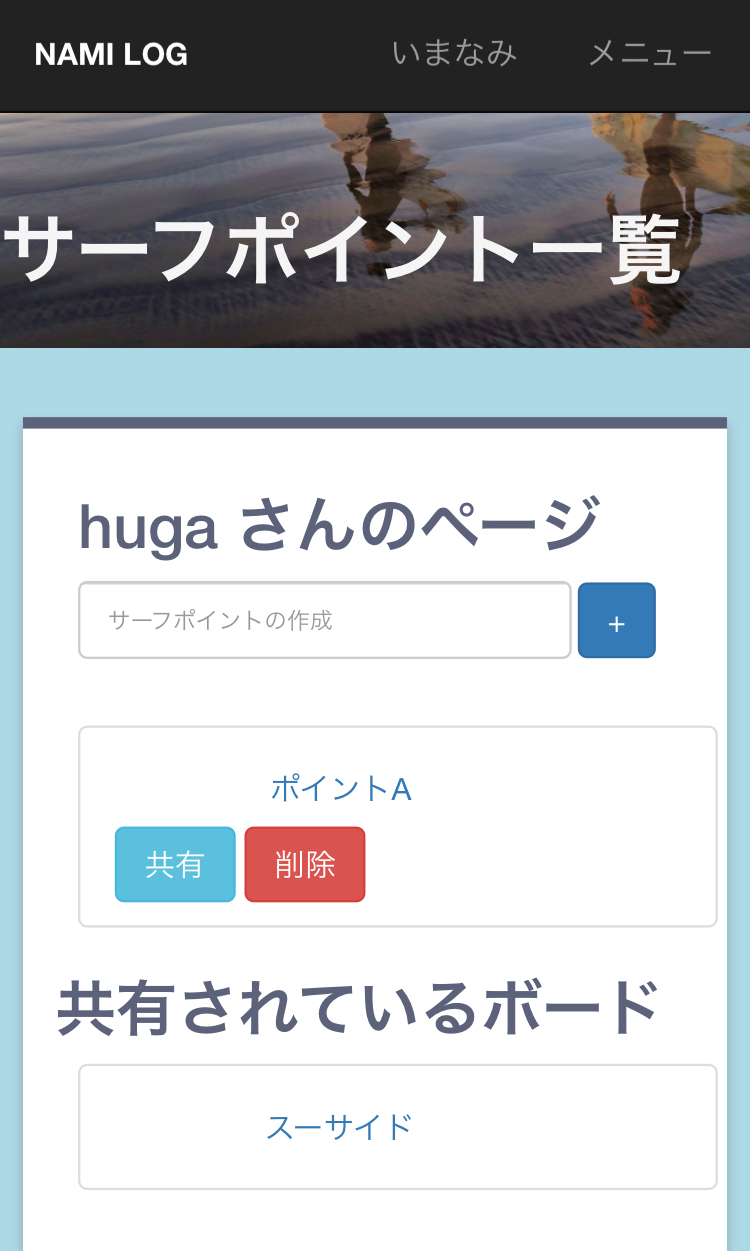 NAMI LOG いまなみ メニュー
サーフポイント一覧
huga さんのページ
サーフポイントの作成 +
ポイントA
共有 削除
共有されているボード
スーサイド